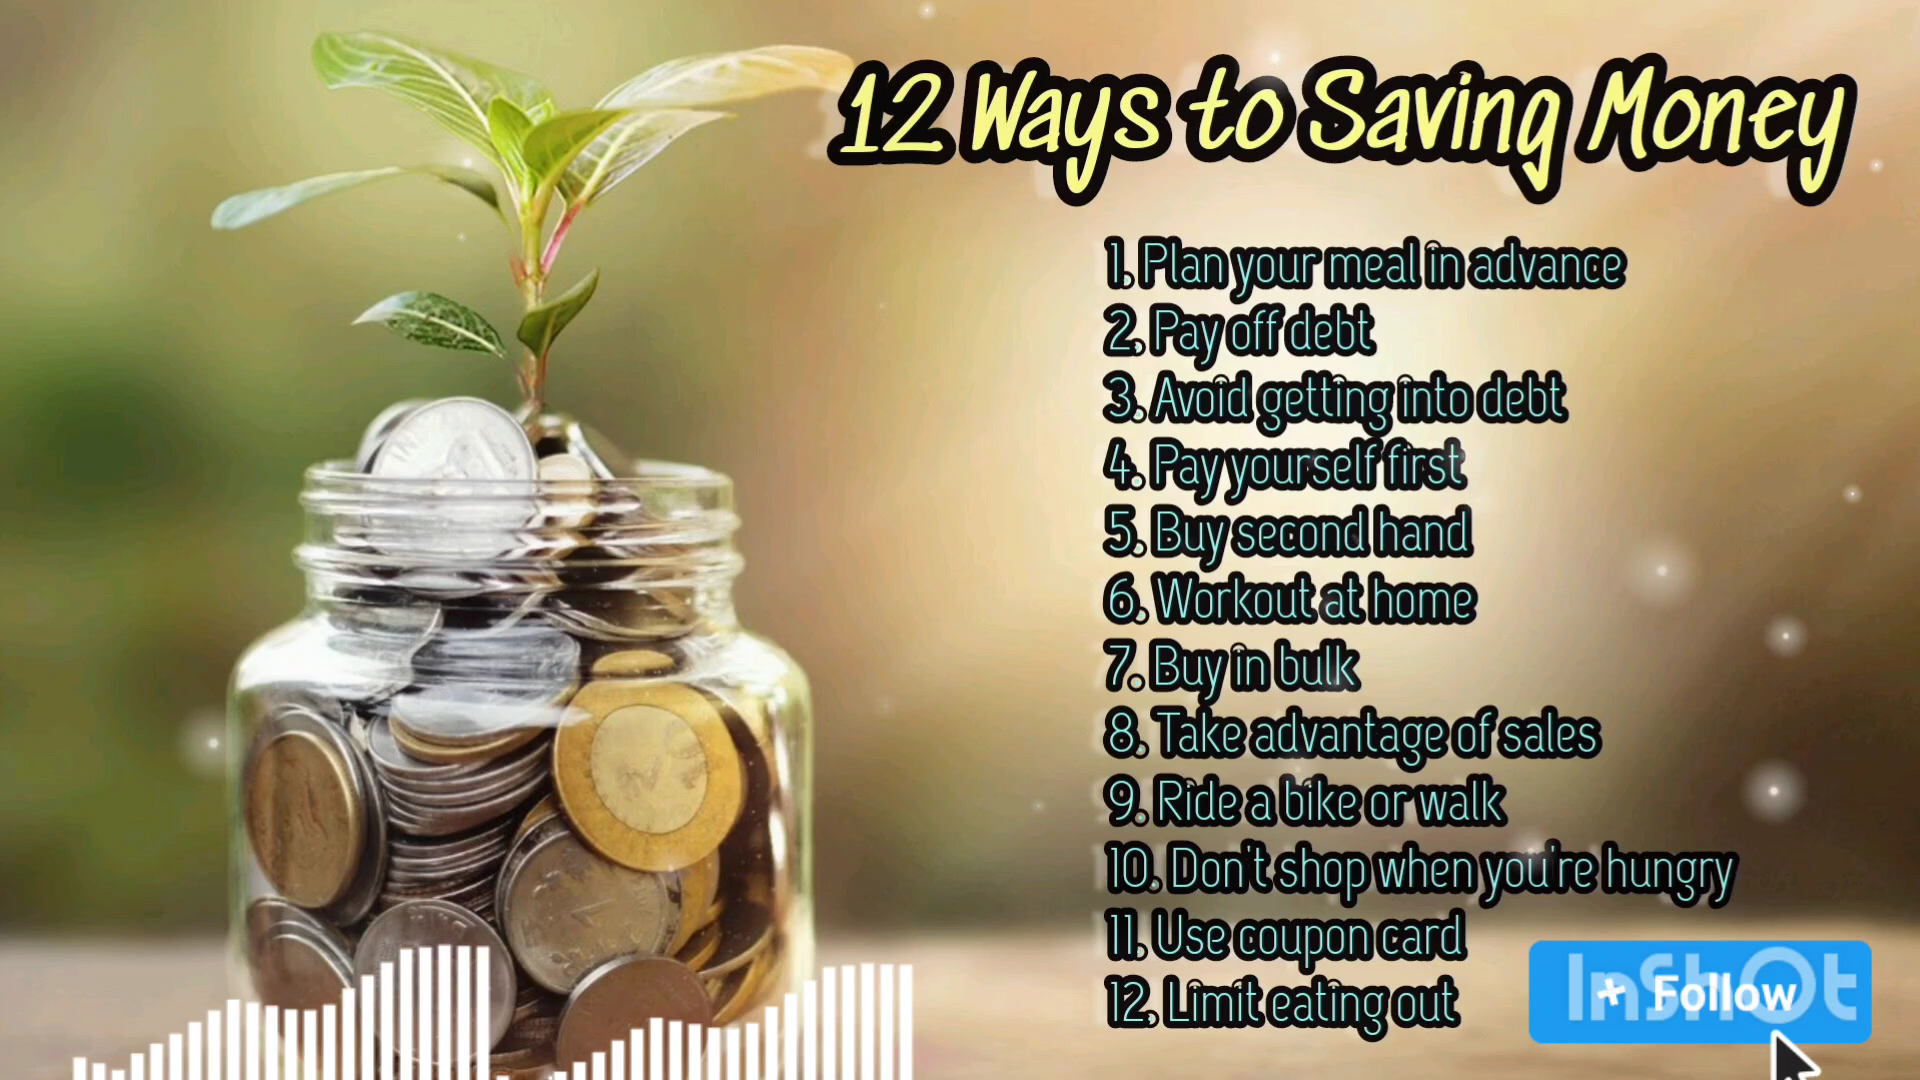 12 Ways to Saving Money
1. Plan your meal in advance
2. Pay off debt
3. Avoid getting into debt
4. Pay yourself first
5. Buy second hand
6. Workout at home
7. Buy in bulk
8. Take advantage of sales
9. Ride a bike or walk
10. Don't shop when you're hungry
11. Use coupon card
12. Limit eating out
+ Follow
InShOt